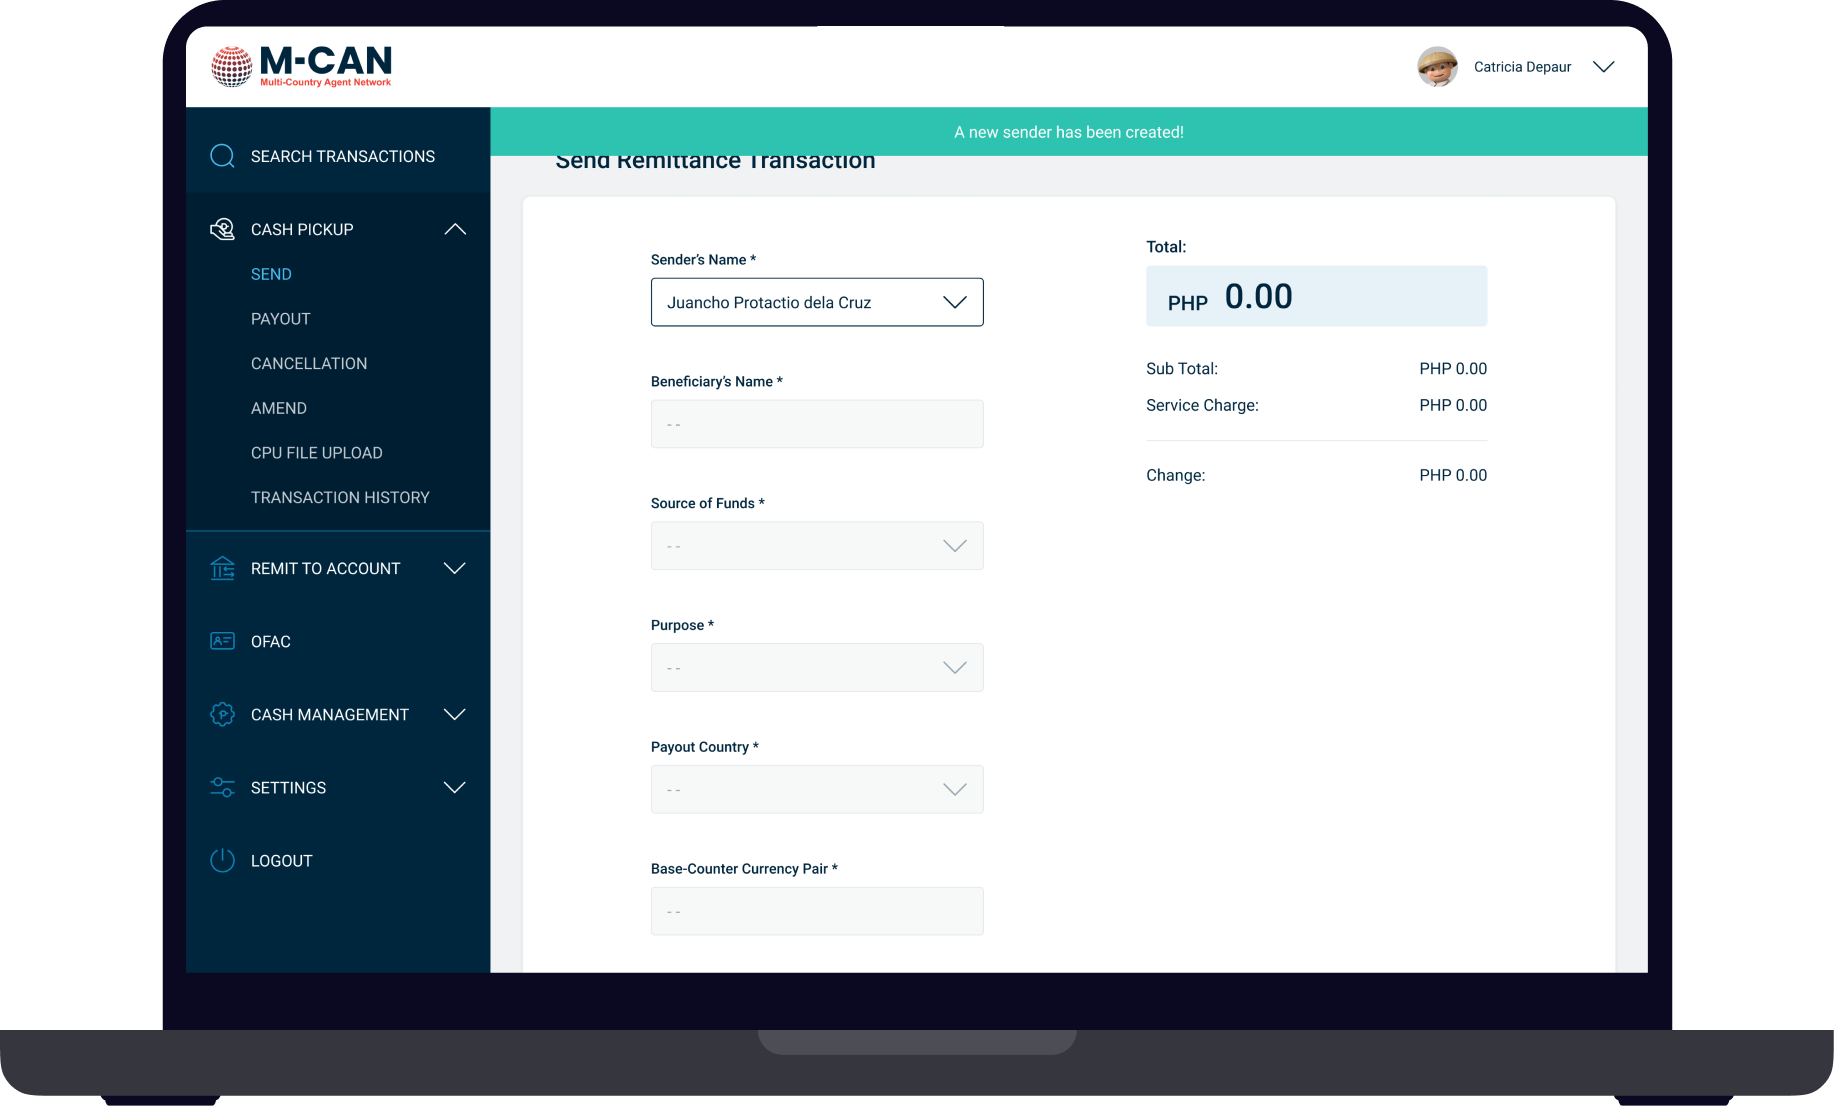 M-CAN
Multi-Country Agent Network
Catricia Depaur
A new sender has been created!
SEARCH TRANSACTIONS
CASH PICKUP
SEND
PAYOUT
CANCELLATION
AMEND
CPU FILE UPLOAD
TRANSACTION HISTORY
REMIT TO ACCOUNT
OFAC
CASH MANAGEMENT
SETTINGS
LOGOUT
Send Remittance Transaction
Sender's Name *
Juancho Protactio dela Cruz
Beneficiary's Name *
- -
Source of Funds *
- -
Purpose *
- -
Payout Country *
- -
Base-Counter Currency Pair *
- -
Total:
PHP 0.00
Sub Total: PHP 0.00
Service Charge: PHP 0.00
Change: PHP 0.00